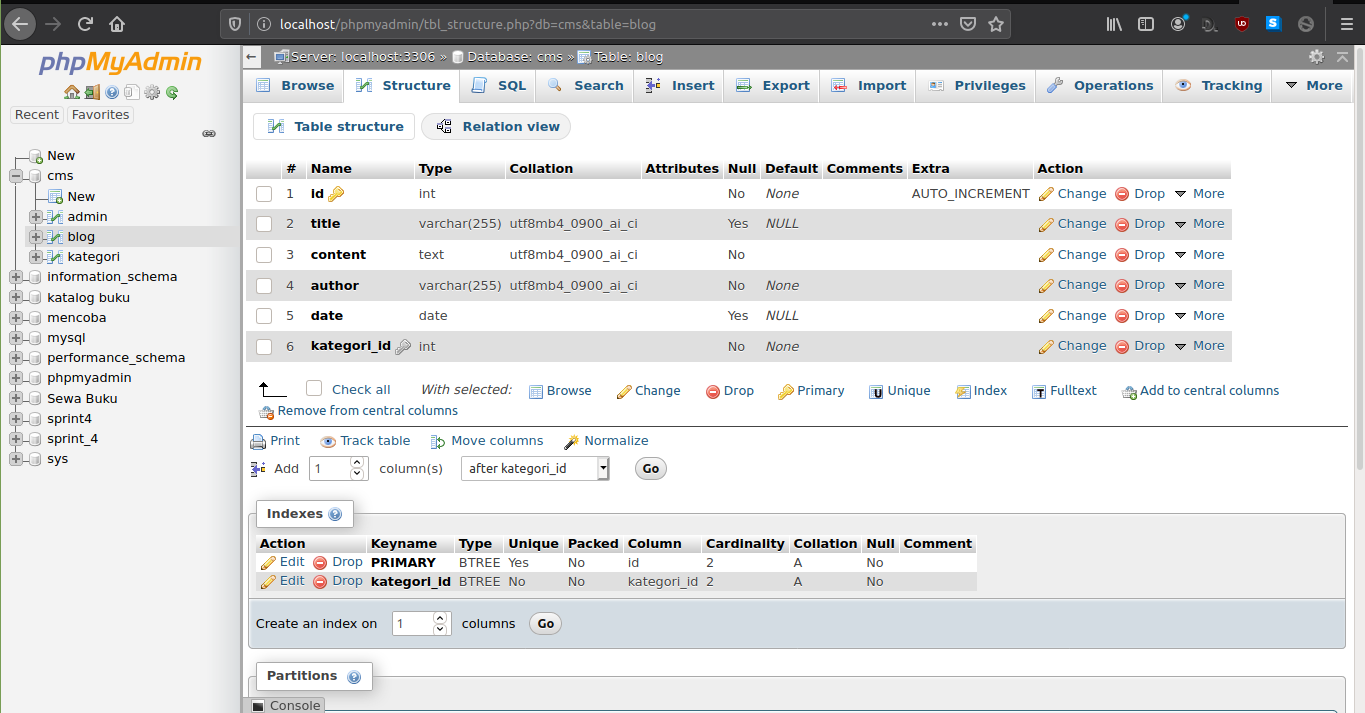 localhost/phpmyadmin/tbl_structure.php?db=cms&table=blog
phpMyAdmin
Recent Favorites
New
cms
New
admin
blog
kategori
information_schema
katalog buku
mencoba
mysql
performance_schema
phpmyadmin
Sewa Buku
sprint4
sprint_4
sys
Server: localhost:3306 » Database: cms » Table: blog
Browse Structure SQL Search Insert Export Import Privileges Operations Tracking More
Table structure Relation view
# Name Type Collation Attributes Null Default Comments Extra Action
1 id int No None AUTO_INCREMENT Change Drop More
2 title varchar(255) utf8mb4_0900_ai_ci Yes NULL Change Drop More
3 content text utf8mb4_0900_ai_ci No Change Drop More
4 author varchar(255) utf8mb4_0900_ai_ci No None Change Drop More
5 date date Yes NULL Change Drop More
6 kategori_id int No None Change Drop More
Check all With selected: Browse Change Drop Primary Unique Index Fulltext Add to central columns
Remove from central columns
Print Track table Move columns Normalize
Add 1 column(s) after kategori_id Go
Indexes
Action Keyname Type Unique Packed Column Cardinality Collation Null Comment
Edit Drop PRIMARY BTREE Yes No id 2 A No
Edit Drop kategori_id BTREE No No kategori_id 2 A No
Create an index on 1 columns Go
Partitions
Console